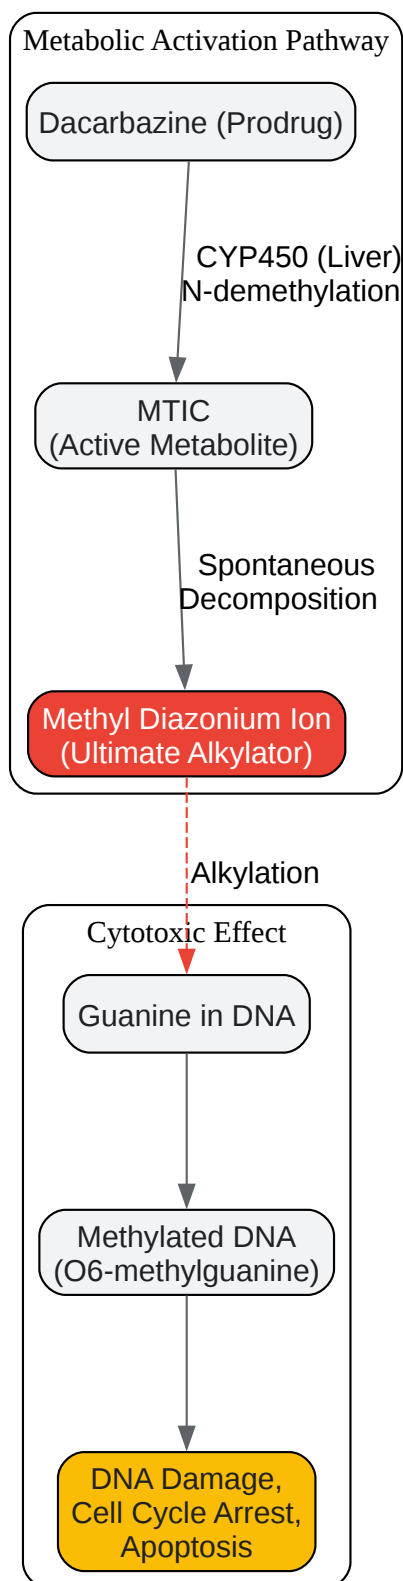 Metabolic Activation Pathway
Dacarbazine (Prodrug)
CYP450 (Liver)
N-demethylation
MTIC
(Active Metabolite)
Spontaneous
Decomposition
Methyl Diazonium Ion
(Ultimate Alkylator)
Alkylation
Cytotoxic Effect
Guanine in DNA
Methylated DNA
(O6-methylguanine)
DNA Damage,
Cell Cycle Arrest,
Apoptosis